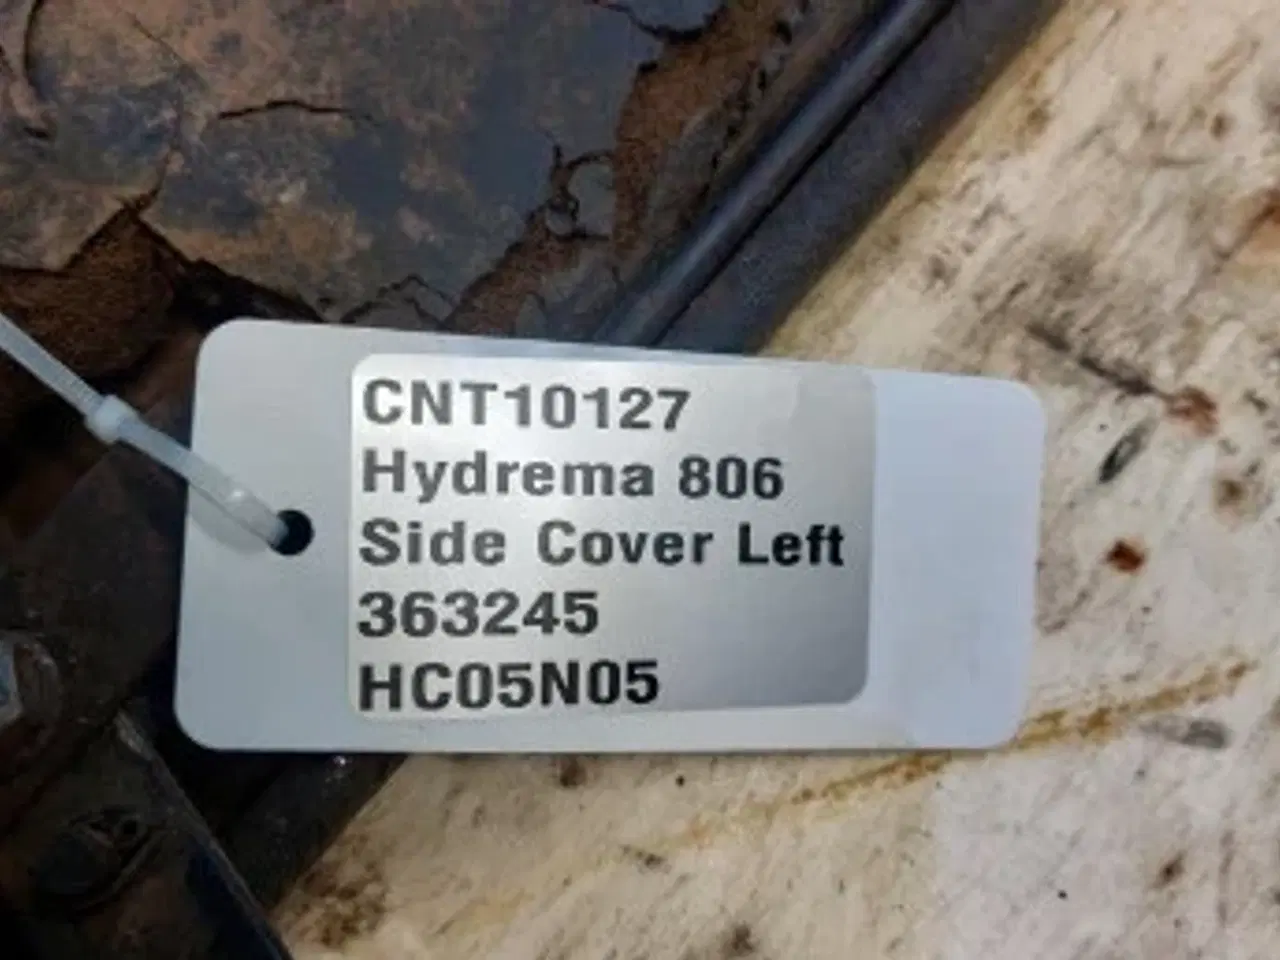 CNT10127
Hydrema 806
Side Cover Left
363245
HC05N05